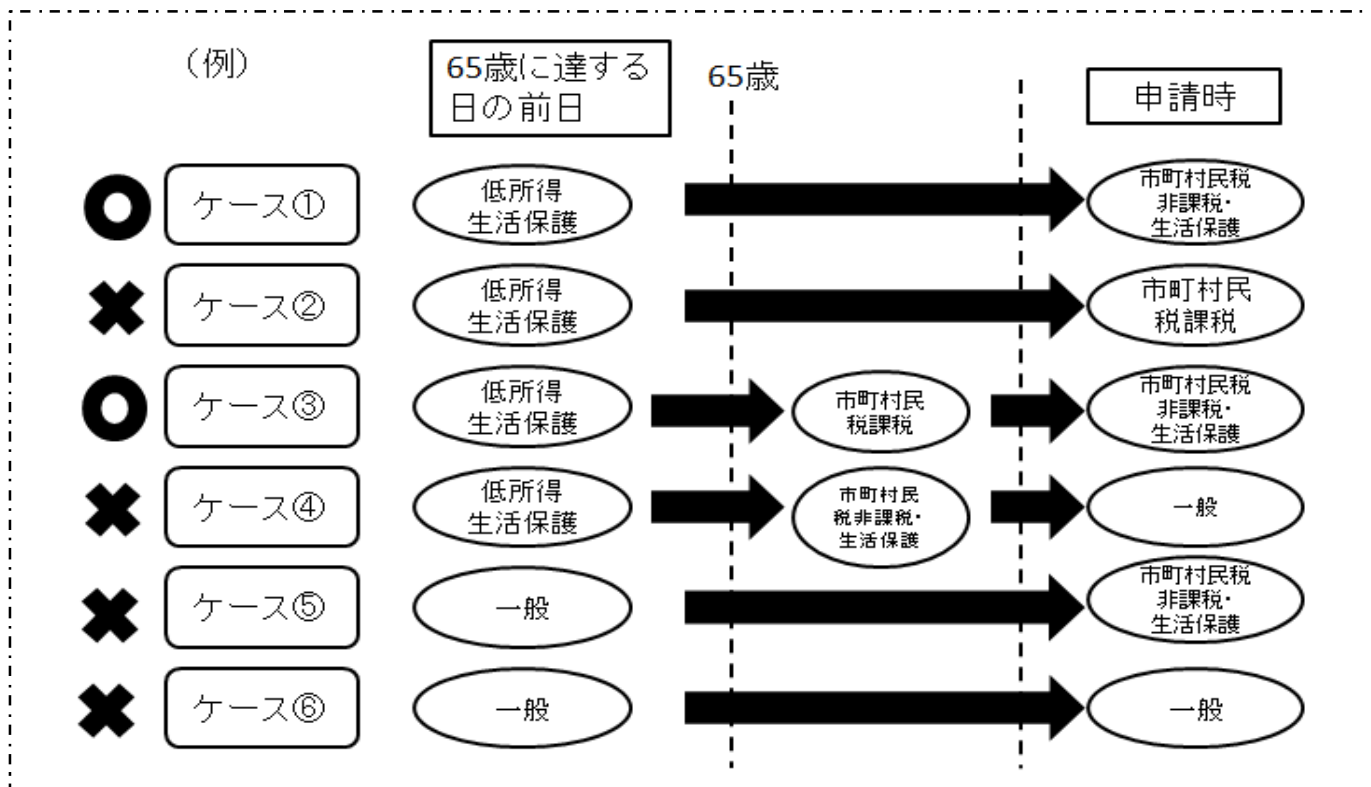 （例）
65歳に達する
日の前日
65歳
申請時
ケース①
低所得
生活保護
市町村民税
非課税・
生活保護
ケース②
低所得
生活保護
市町村民
税課税
ケース③
低所得
生活保護
市町村民
税課税
市町村民税
非課税・
生活保護
ケース④
低所得
生活保護
市町村民
税非課税・
生活保護
一般
ケース⑤
一般
市町村民税
非課税・
生活保護
ケース⑥
一般
一般